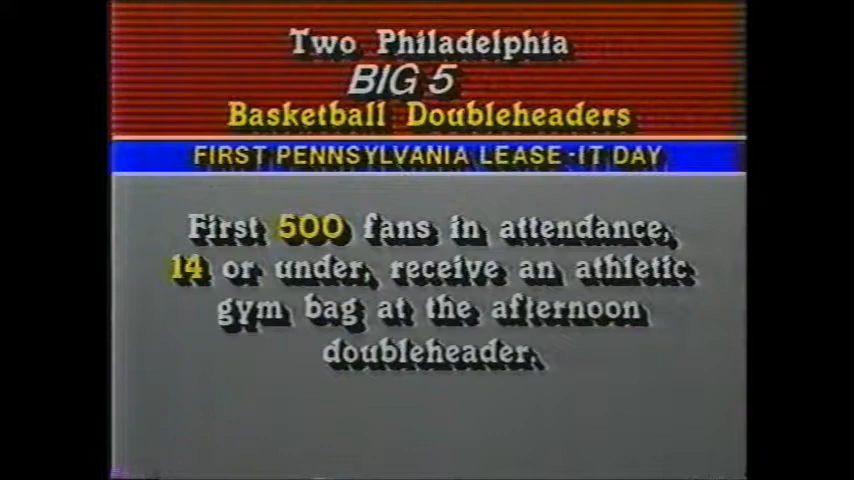 Two Philadelphia
BIG 5
Basketball Doubleheaders
FIRST PENNSYLVANIA LEASE-IT DAY
First 500 fans in attendance,
14 or under, receive an athletic
gym bag at the afternoon
doubleheader.